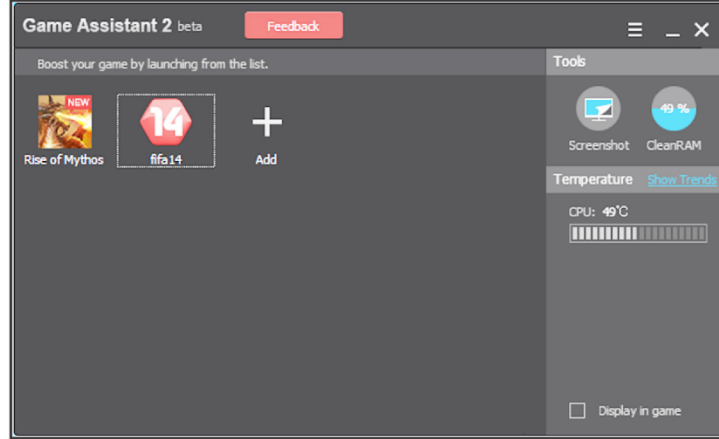 Game Assistant 2 beta
Feedback
Boost your game by launching from the list.
Tools
NEW
14
Rise of Mythos
fifa14
Add
49 %
Screenshot
CleanRAM
Temperature
Show Trends
CPU: 49°C
Display in game